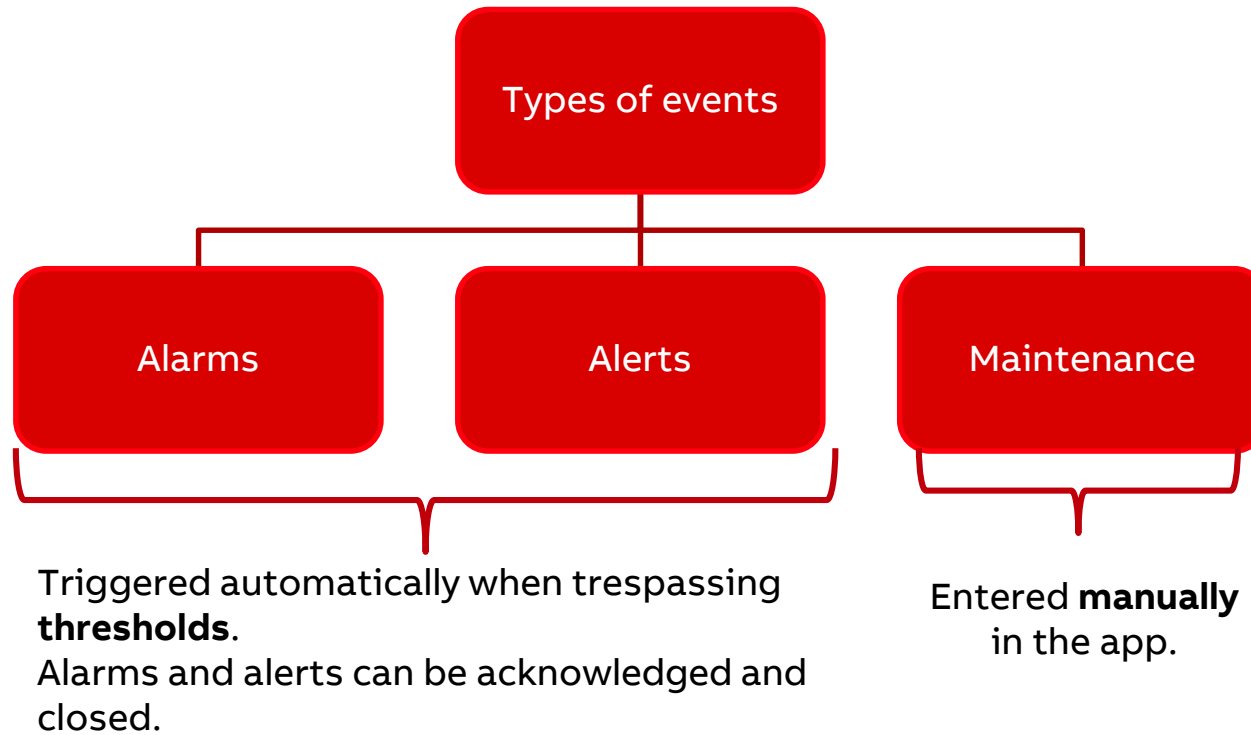 Types of events
Alarms
Alerts
Maintenance
Triggered automatically when trespassing
thresholds.
Alarms and alerts can be acknowledged and
closed.
Entered manually
in the app.